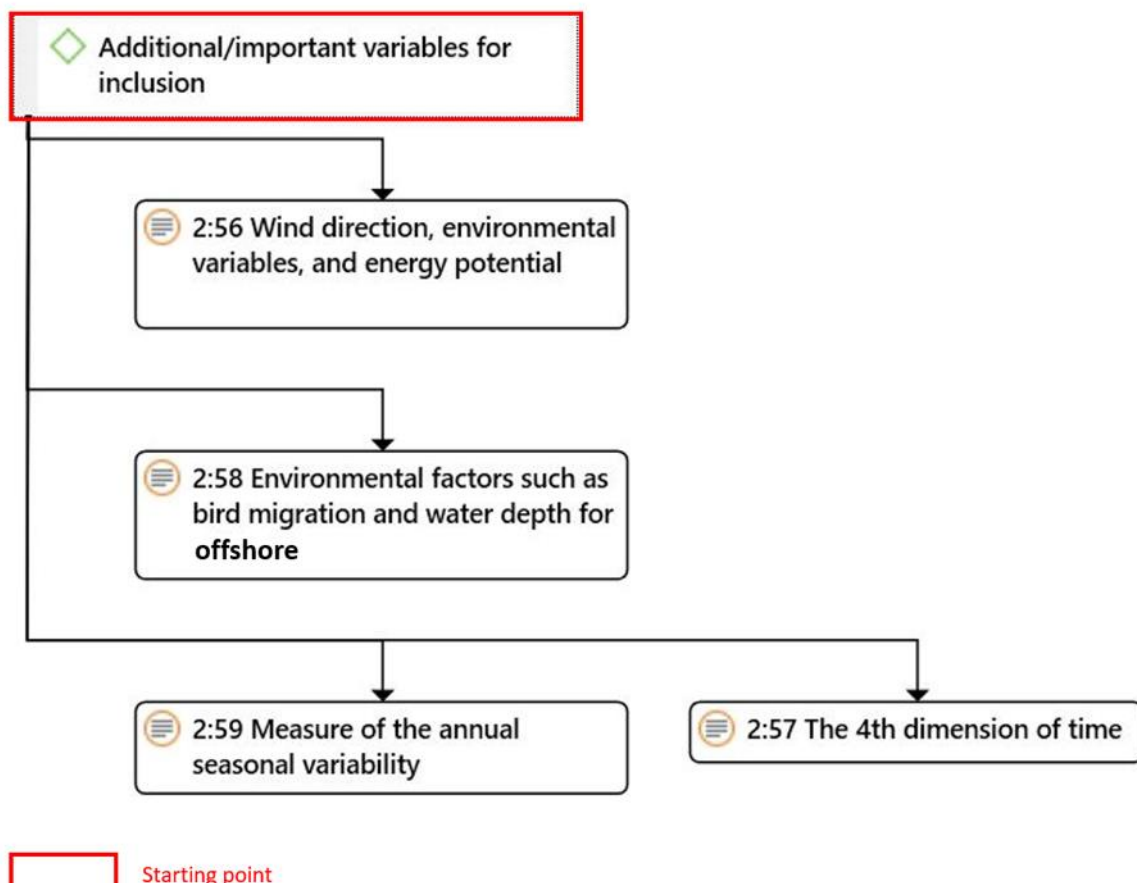 Additional/important variables for
inclusion
2:56 Wind direction, environmental
variables, and energy potential
2:58 Environmental factors such as
bird migration and water depth for
offshore
2:59 Measure of the annual
seasonal variability
2:57 The 4th dimension of time
Starting point